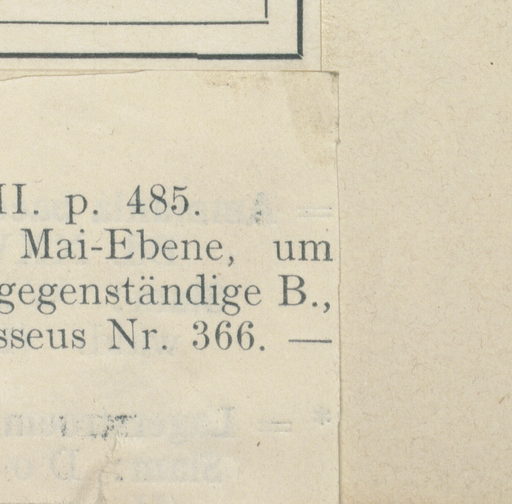 II. p. 485.
Mai-Ebene, um
gegenständige B.,
sseus Nr. 366. —